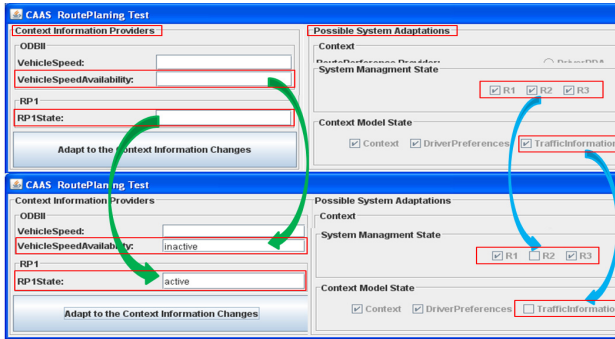 CAAS RoutePlaning Test
Context Information Providers
Possible System Adaptations
ODBII
Context
VehicleSpeed:
System Managment State
VehicleSpeedAvailability:
R1 R2 R3
RP1
RP1State:
Context Model State
Adapt to the Context Information Changes
Context DriverPreferences TrafficInformation
CAAS RoutePlaning Test
Context Information Providers
Possible System Adaptations
ODBII
Context
VehicleSpeed:
System Managment State
VehicleSpeedAvailability: inactive
R1 R2 R3
RP1
RP1State: active
Context Model State
Adapt to the Context Information Changes
Context DriverPreferences TrafficInformation